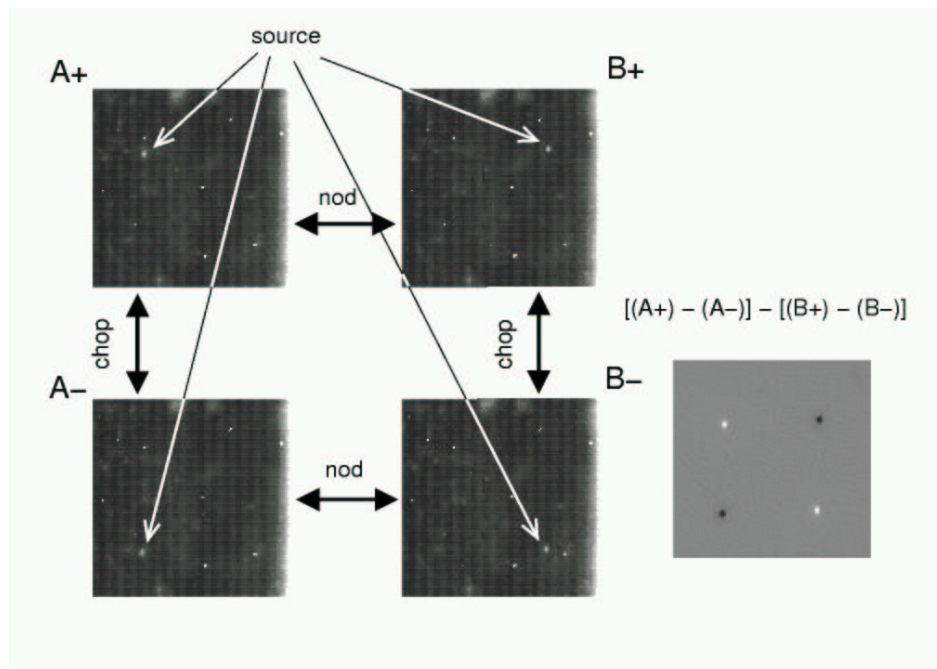 source
A+
B+
nod
chop
chop
[(A+) – (A–)] – [(B+) – (B–)]
A–
B–
nod